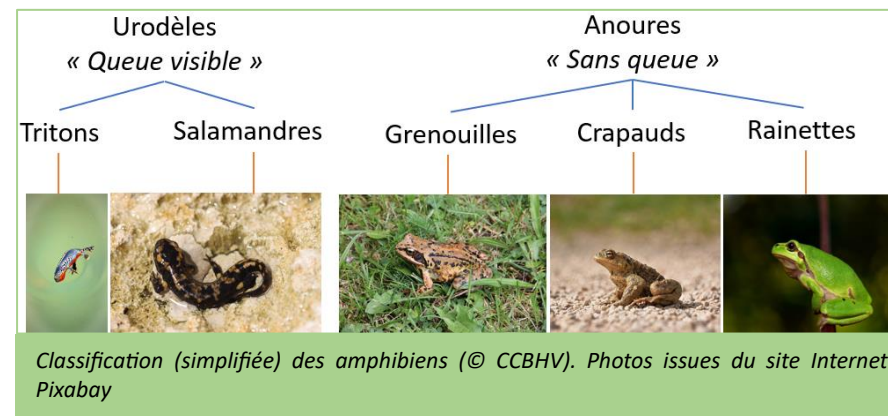 Urodèles
« Queue visible »
Anoures
« Sans queue »
Tritons
Salamandres
Grenouilles
Crapauds
Rainettes
Classification (simplifiée) des amphibiens (© CCBHV). Photos issues du site Internet
Pixabay